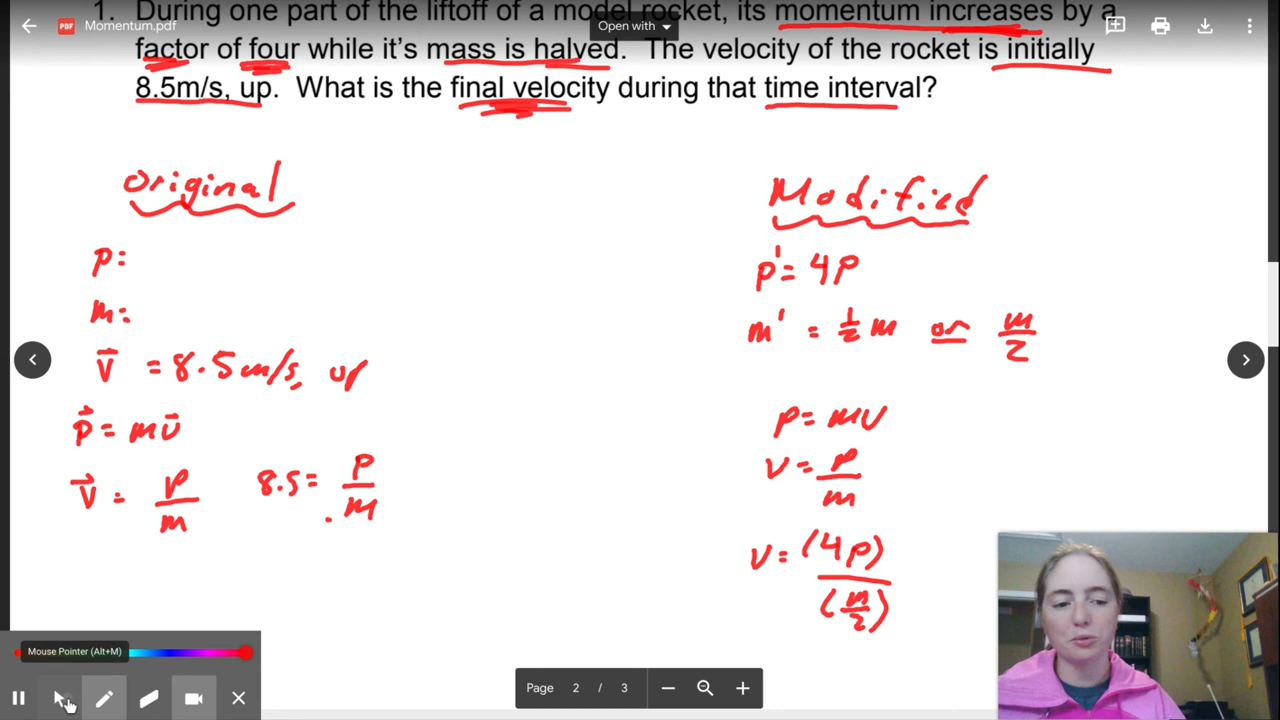 1. During one part of the liftoff of a model rocket, its momentum increases by a
PDF Momentum.pdf
Open with
factor of four while it's mass is halved. The velocity of the rocket is initially
8.5m/s, up. What is the final velocity during that time interval?
Original
p:
m:
v⃗ = 8.5m/s, up
p⃗ = mv⃗
v⃗ = p/m
8.5 = p/m
Modified
p' = 4p
m' = 1/2 m or m/2
p = mv
v = p/m
v = (4p)/(m/2)
Mouse Pointer (Alt+M)
Page 2 / 3